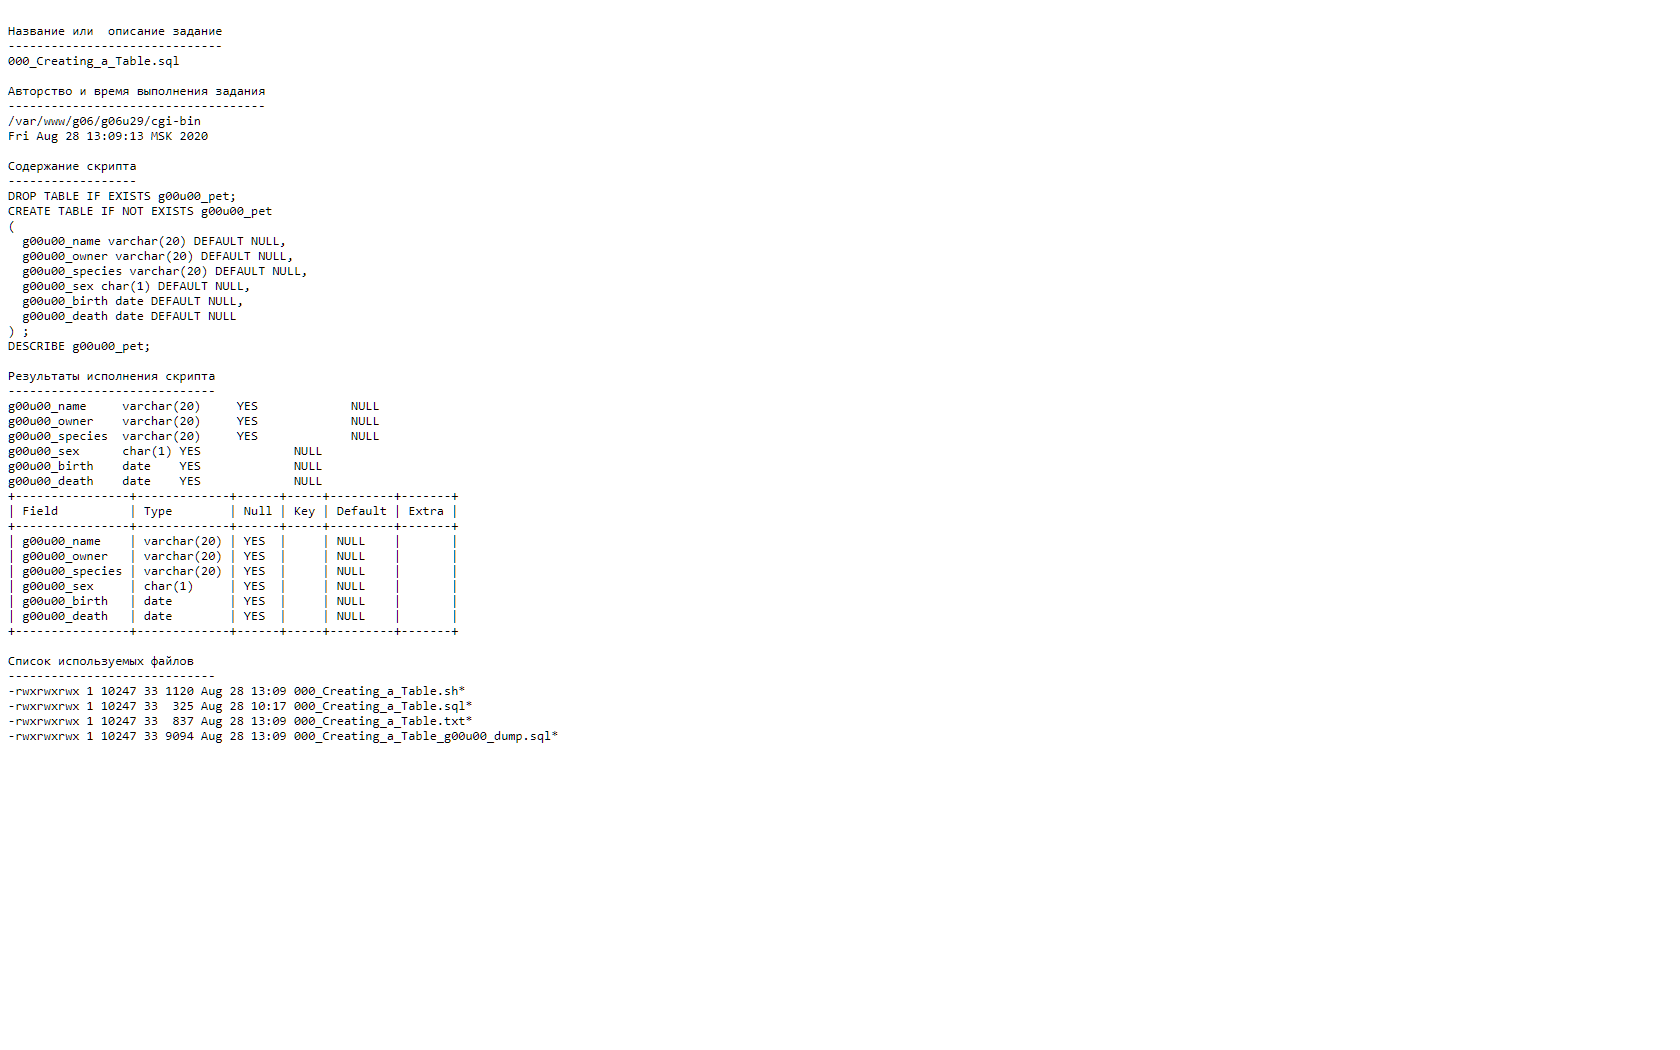 Название или  описание задание
------------------------------
000_Creating_a_Table.sql
Авторство и время выполнения задания
------------------------------------
/var/www/g06/g06u29/cgi-bin
Fri Aug 28 13:09:13 MSK 2020
Содержание скрипта
------------------
DROP TABLE IF EXISTS g00u00_pet;
CREATE TABLE IF NOT EXISTS g00u00_pet
(
  g00u00_name varchar(20) DEFAULT NULL,
  g00u00_owner varchar(20) DEFAULT NULL,
  g00u00_species varchar(20) DEFAULT NULL,
  g00u00_sex char(1) DEFAULT NULL,
  g00u00_birth date DEFAULT NULL,
  g00u00_death date DEFAULT NULL
) ;
DESCRIBE g00u00_pet;
Результаты исполнения скрипта
-----------------------------
g00u00_name     varchar(20)     YES             NULL
g00u00_owner    varchar(20)     YES             NULL
g00u00_species  varchar(20)     YES             NULL
g00u00_sex      char(1) YES             NULL
g00u00_birth    date    YES             NULL
g00u00_death    date    YES             NULL
+----------------+-------------+------+-----+---------+-------+
| Field          | Type        | Null | Key | Default | Extra |
+----------------+-------------+------+-----+---------+-------+
| g00u00_name    | varchar(20) | YES  |     | NULL    |       |
| g00u00_owner   | varchar(20) | YES  |     | NULL    |       |
| g00u00_species | varchar(20) | YES  |     | NULL    |       |
| g00u00_sex     | char(1)     | YES  |     | NULL    |       |
| g00u00_birth   | date        | YES  |     | NULL    |       |
| g00u00_death   | date        | YES  |     | NULL    |       |
+----------------+-------------+------+-----+---------+-------+
Список используемых файлов
-----------------------------
-rwxrwxrwx 1 10247 33 1120 Aug 28 13:09 000_Creating_a_Table.sh*
-rwxrwxrwx 1 10247 33  325 Aug 28 10:17 000_Creating_a_Table.sql*
-rwxrwxrwx 1 10247 33  837 Aug 28 13:09 000_Creating_a_Table.txt*
-rwxrwxrwx 1 10247 33 9094 Aug 28 13:09 000_Creating_a_Table_g00u00_dump.sql*